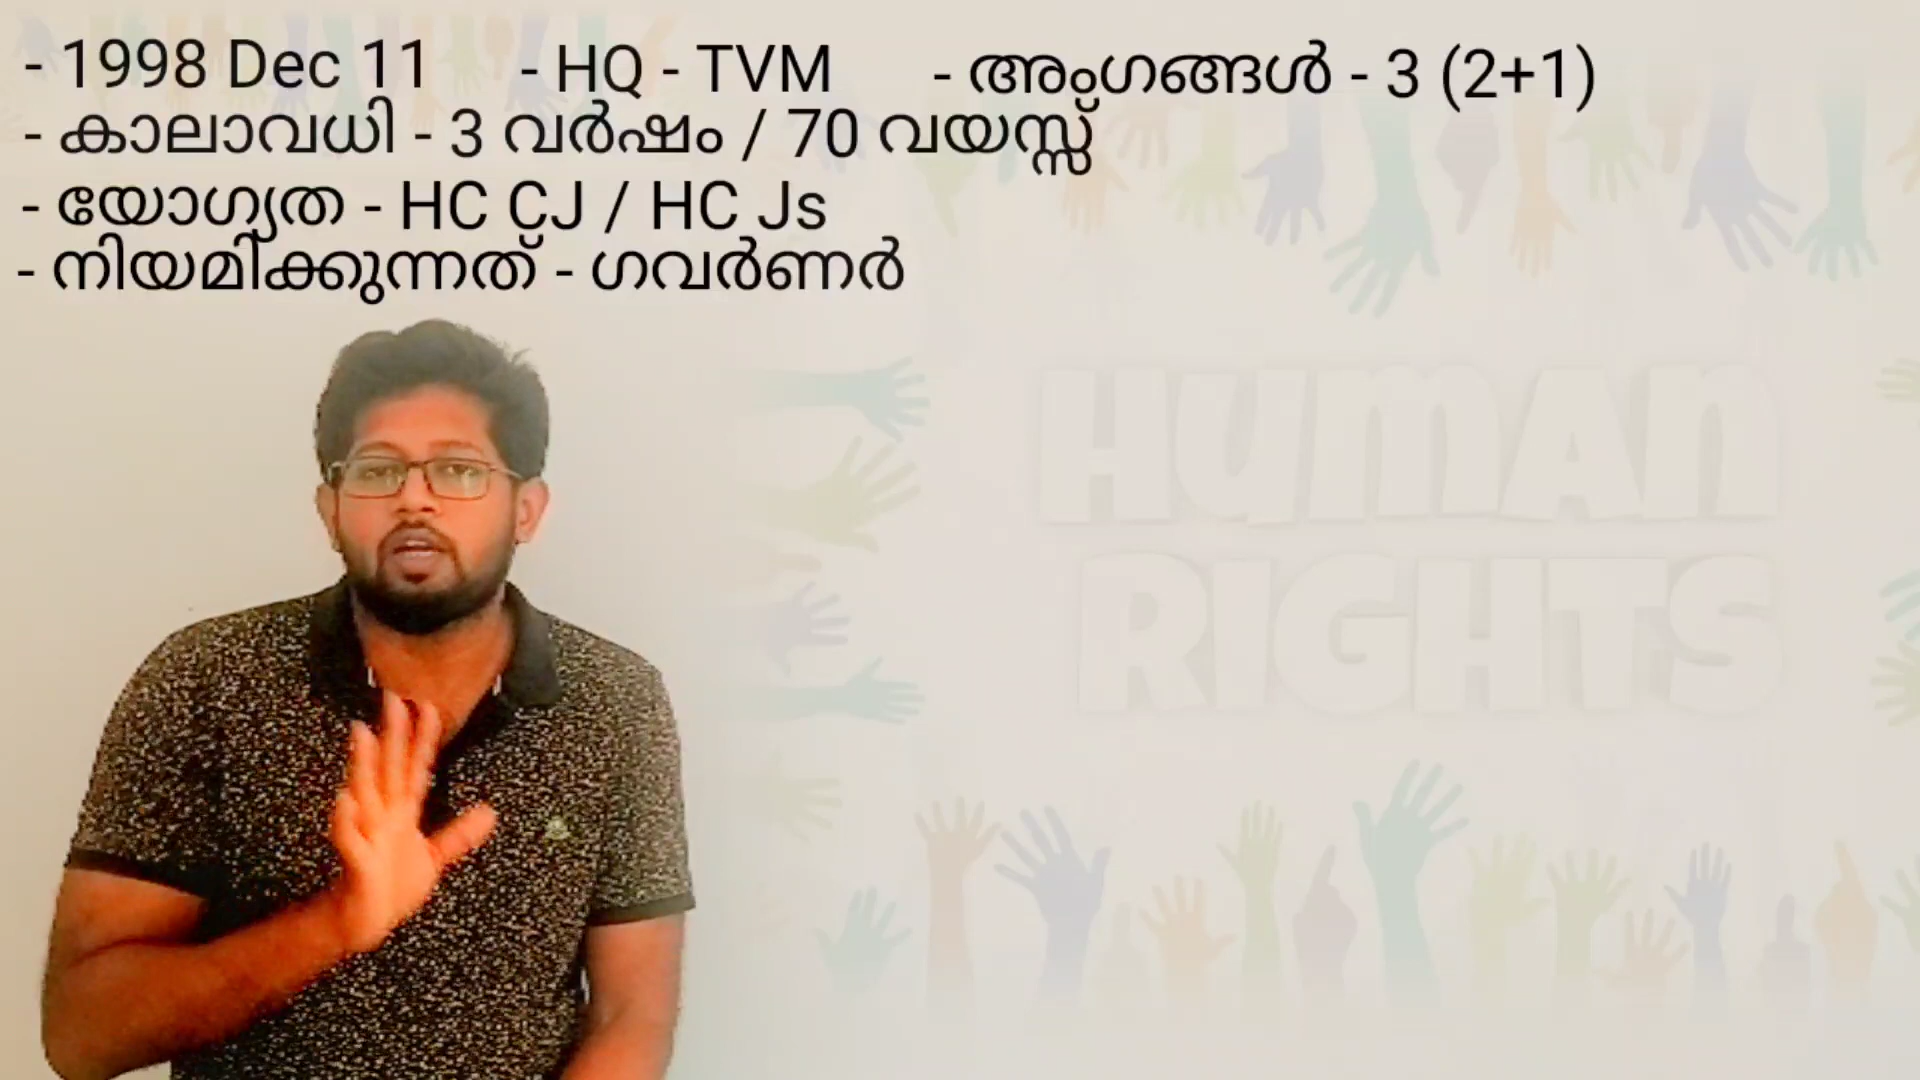 - 1998 Dec 11 - HQ - TVM - അംഗങ്ങൾ - 3 (2+1)
- കാലാവധി - 3 വർഷം / 70 വയസ്സ്
- യോഗ്യത - HC CJ / HC Js
- നിയമിക്കുന്നത് - ഗവർണർ
HUMAN
RIGHTS